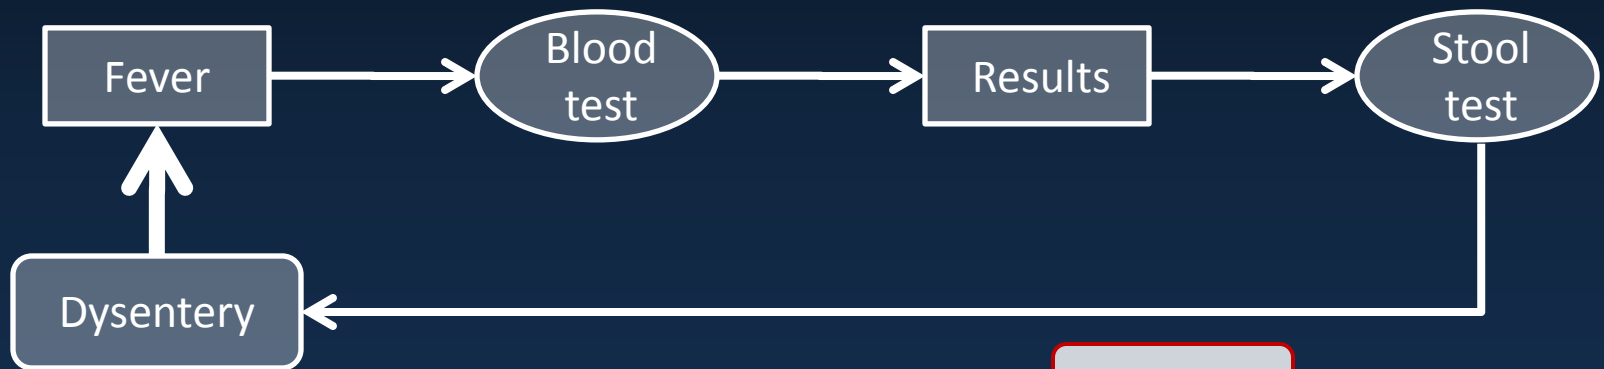 Fever
Blood
test
Results
Stool
test
Dysentery